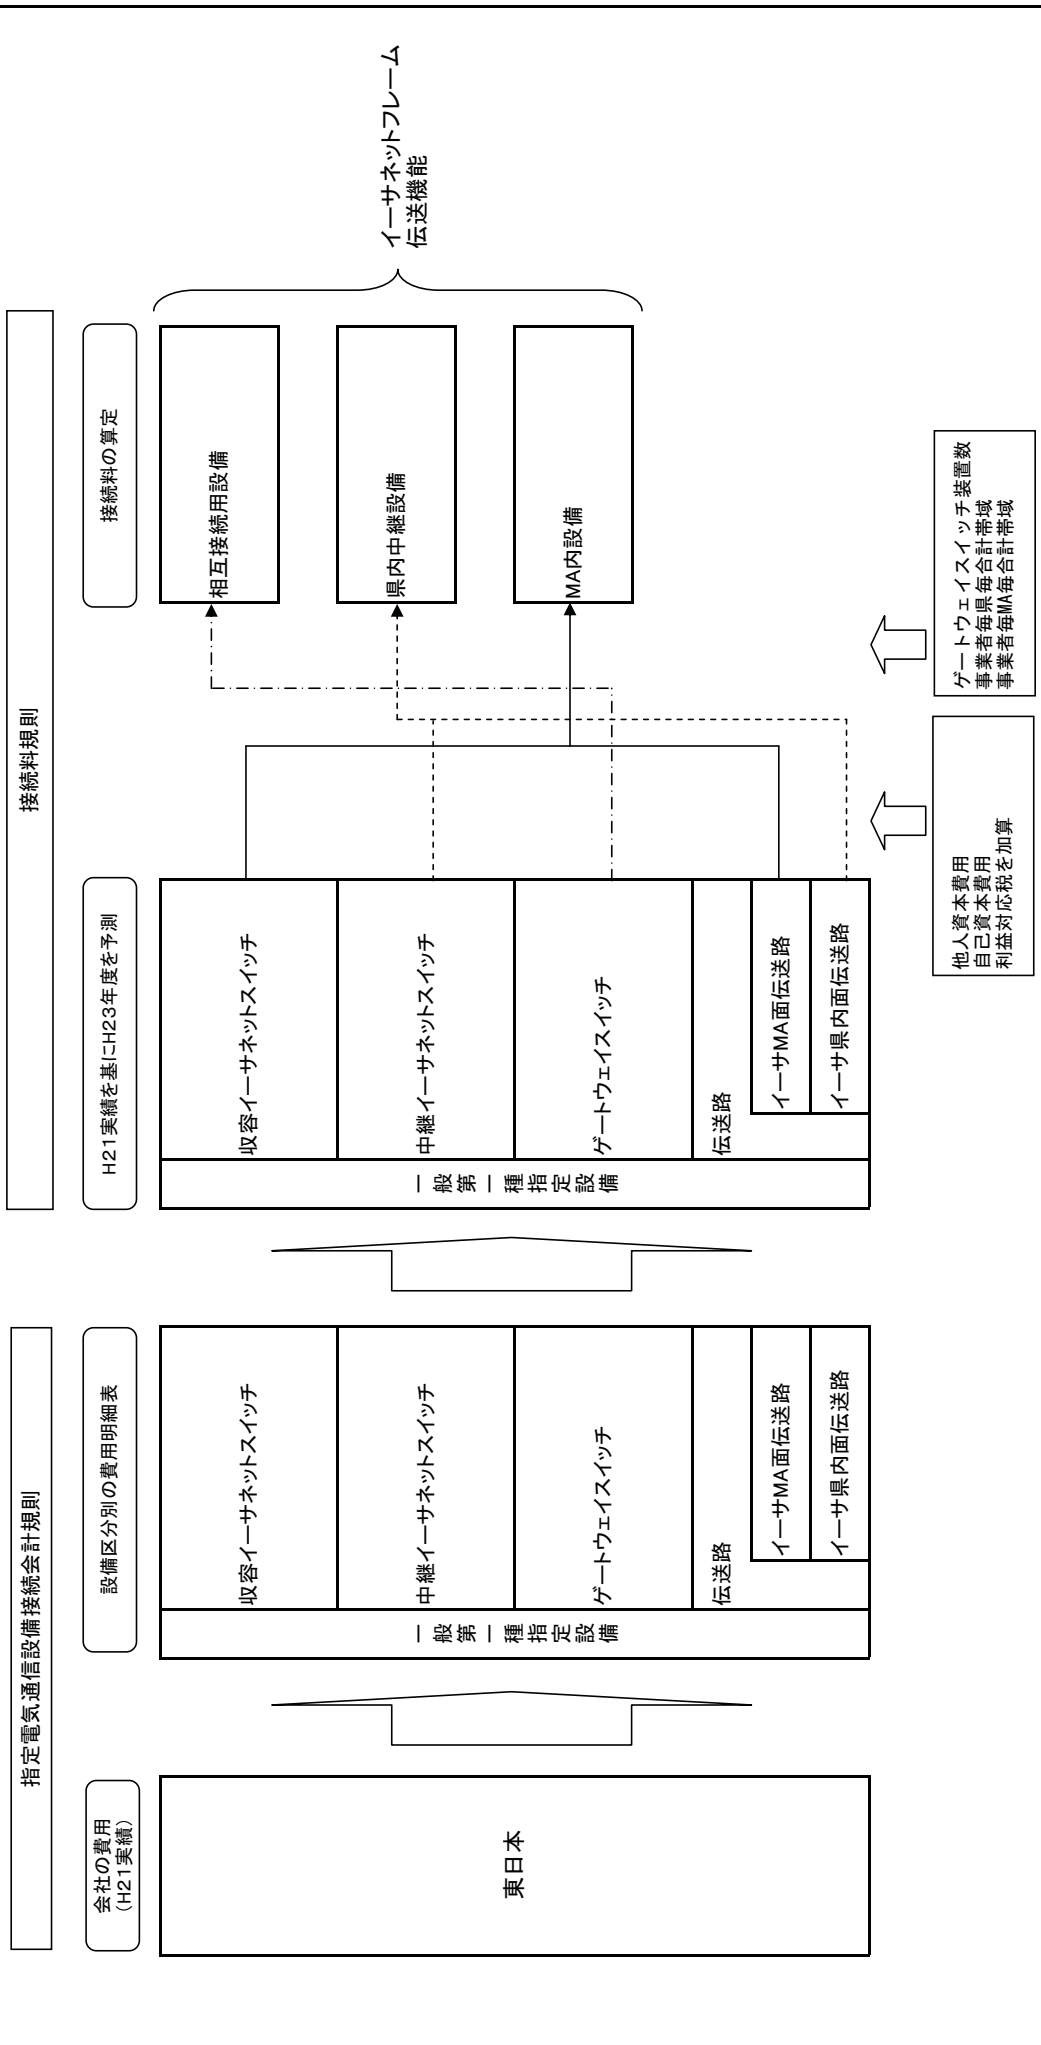 指定電気通信設備接続会計規則
接続料規則
会社の費用
（H21実績）
設備区分別の費用明細表
H21実績を基にH23年度を予測
接続料の算定
東日本
一般第一種指定設備
収容イーサネットスイッチ
中継イーサネットスイッチ
ゲートウェイスイッチ
伝送路
イーサMA面伝送路
イーサ県内面伝送路
一般第一種指定設備
収容イーサネットスイッチ
中継イーサネットスイッチ
ゲートウェイスイッチ
伝送路
イーサMA面伝送路
イーサ県内面伝送路
相互接続用設備
県内中継設備
MA内設備
イーサネットフレーム
伝送機能
他人資本費用
自己資本費用
利益対応税を加算
ゲートウェイスイッチ装置数
事業者毎県毎合計帯域
事業者毎MA毎合計帯域